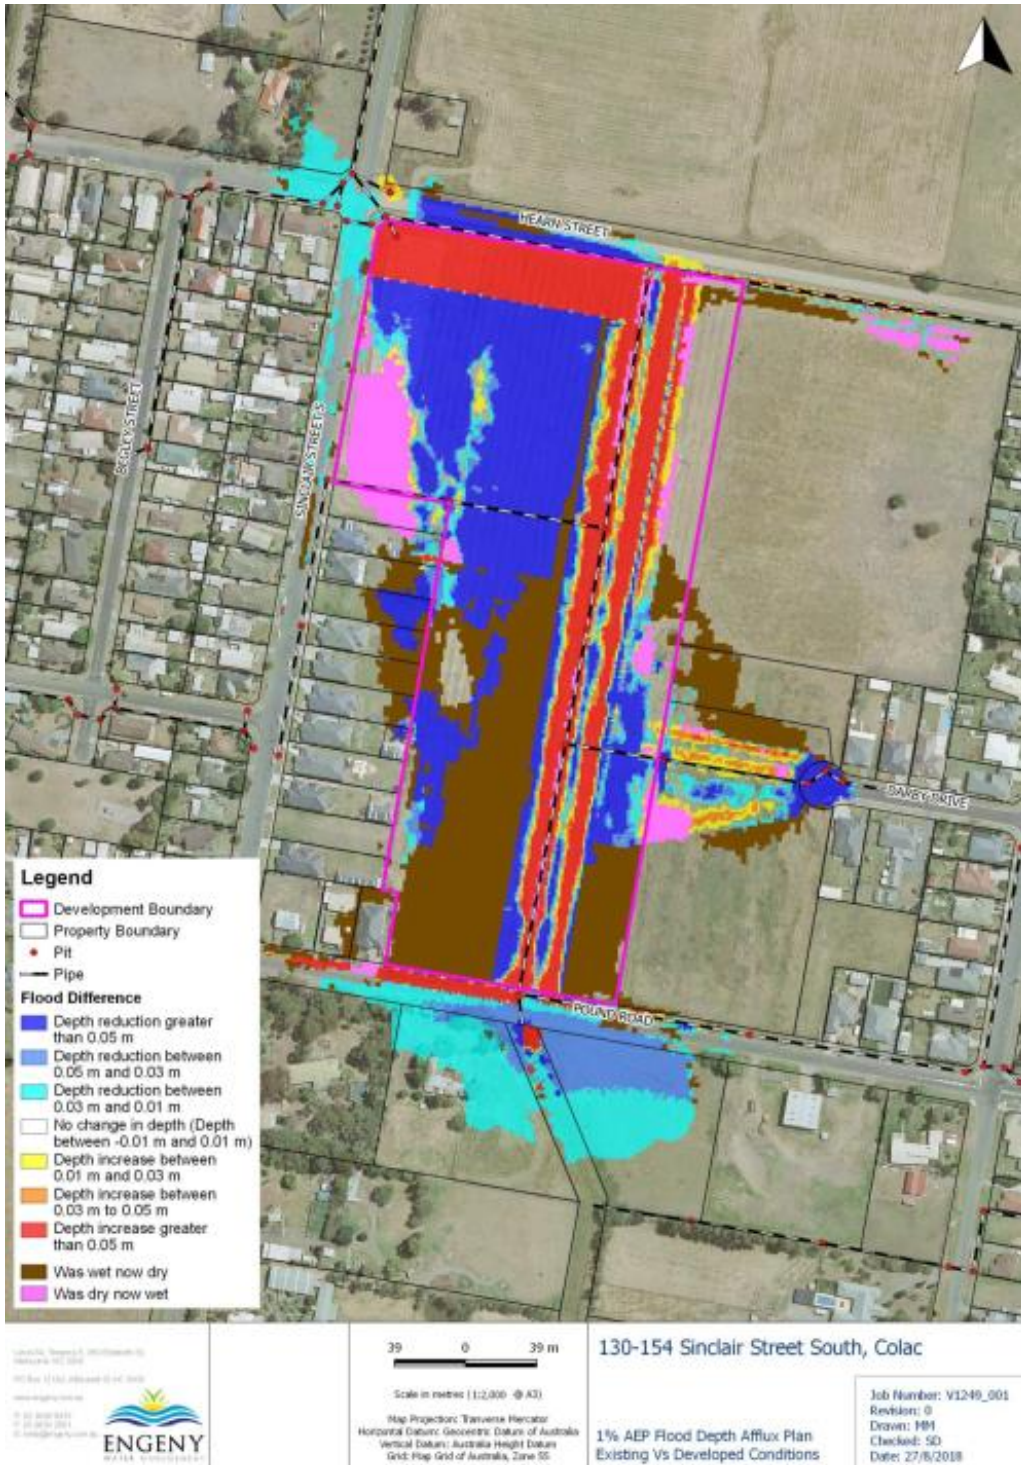 HEARN STREET
BEGLEY STREET
SINCLAIR STREET S
DARBY DRIVE
POUND ROAD
Legend
Development Boundary
Property Boundary
Pit
Pipe
Flood Difference
Depth reduction greater
than 0.05 m
Depth reduction between
0.05 m and 0.03 m
Depth reduction between
0.03 m and 0.01 m
No change in depth (Depth
between -0.01 m and 0.01 m)
Depth increase between
0.01 m and 0.03 m
Depth increase between
0.03 m to 0.05 m
Depth increase greater
than 0.05 m
Was wet now dry
Was dry now wet
ENGENY
WATER MANAGEMENT
39 0 39 m
Scale in metres (1:2,000 @ A3)
Map Projection: Transverse Mercator
Horizontal Datum: Geocentric Datum of Australia
Vertical Datum: Australia Height Datum
Grid: Map Grid of Australia, Zone 55
130-154 Sinclair Street South, Colac
1% AEP Flood Depth Afflux Plan
Existing Vs Developed Conditions
Job Number: V1249_001
Revision: 0
Drawn: MM
Checked: SD
Date: 27/8/2018